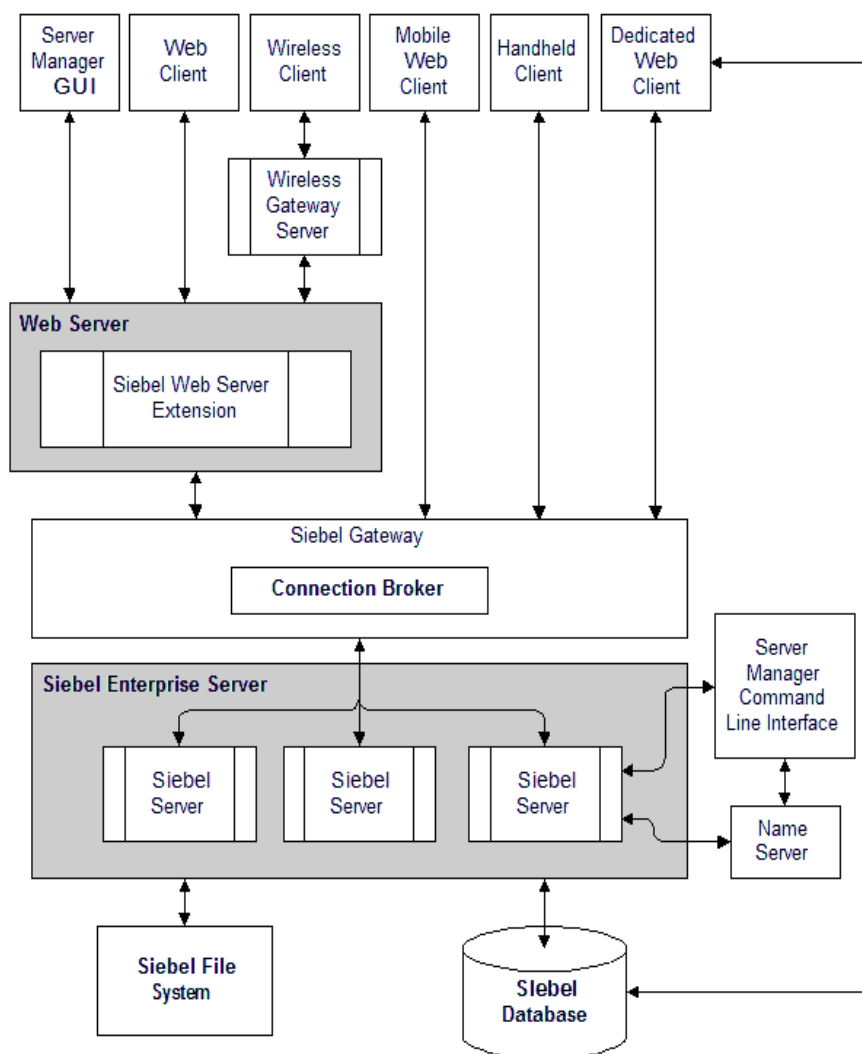 Server
Manager
GUI
Web
Client
Wireless
Client
Mobile
Web
Client
Handheld
Client
Dedicated
Web
Client
Wireless
Gateway
Server
Web Server
Siebel Web Server
Extension
Siebel Gateway
Connection Broker
Siebel Enterprise Server
Siebel
Server
Siebel
Server
Siebel
Server
Server
Manager
Command
Line Interface
Name
Server
Siebel File
System
SIebel
Database